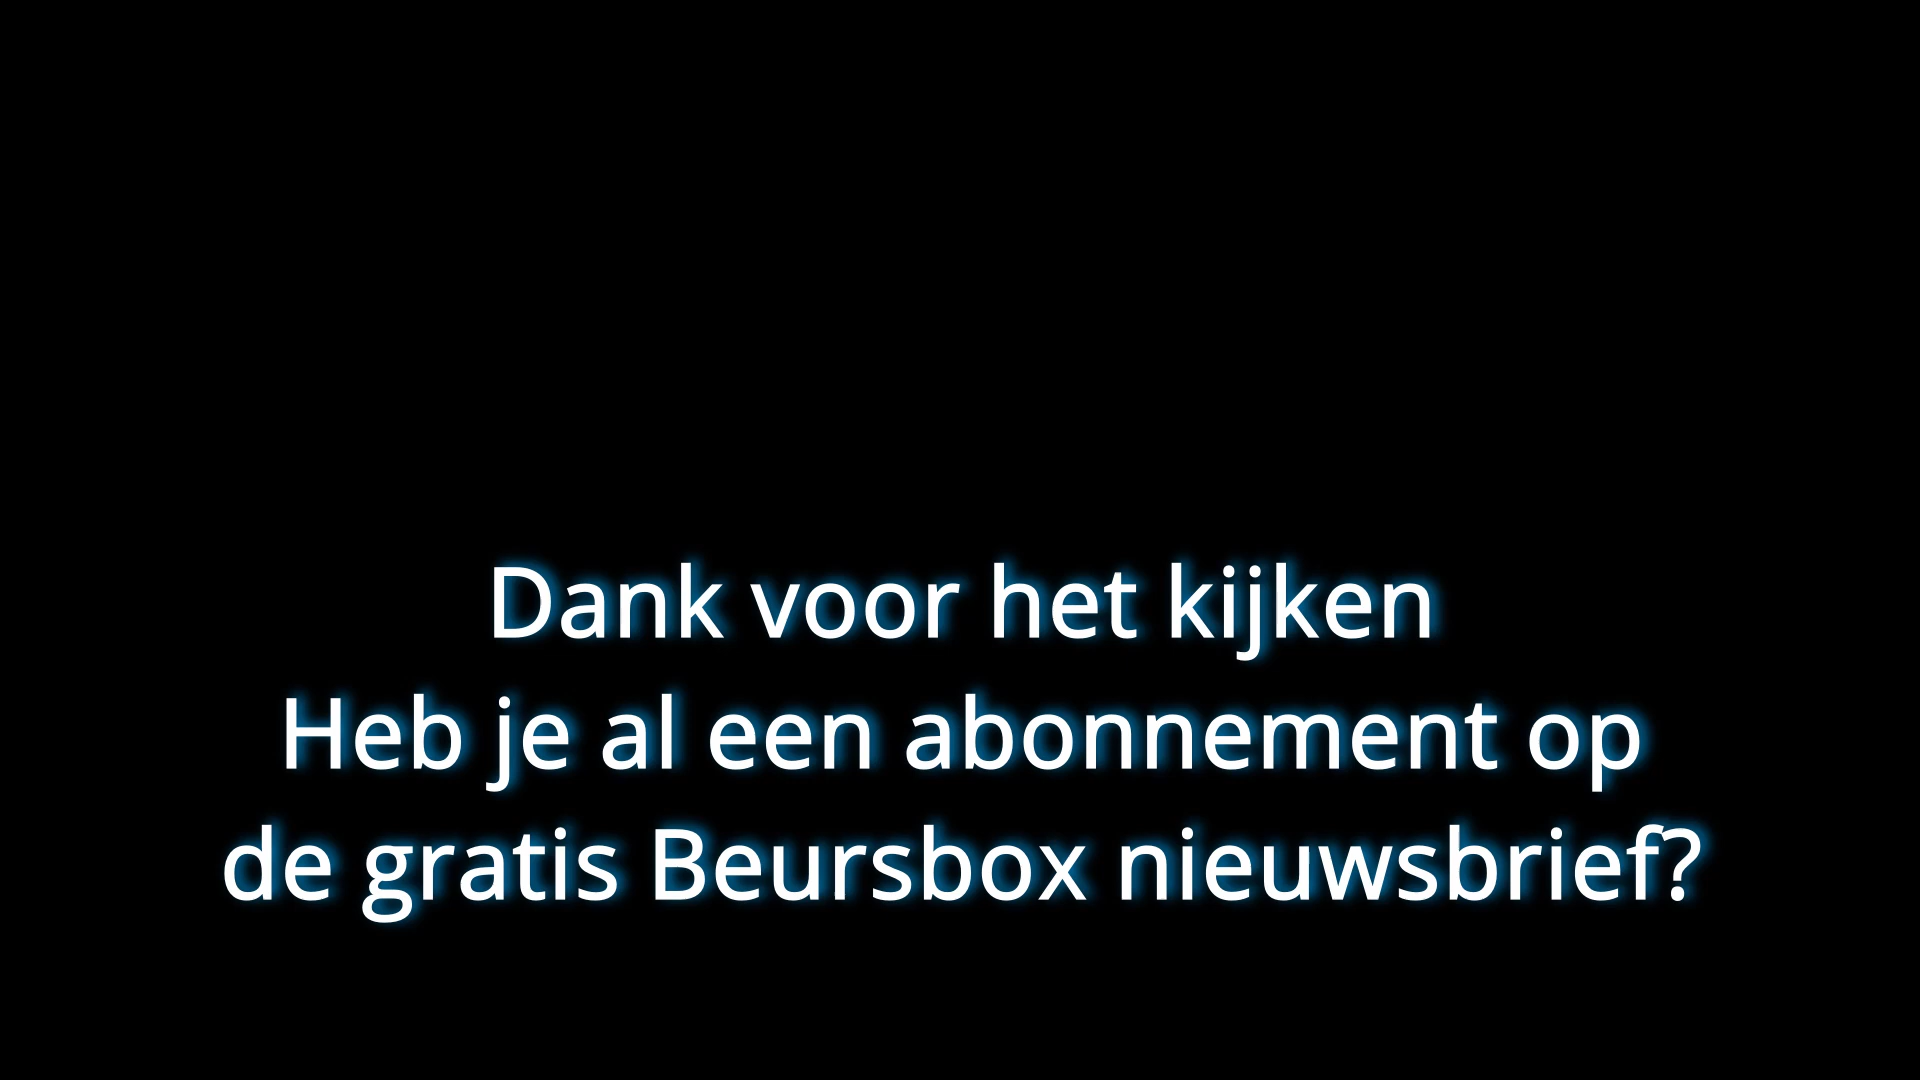 Dank voor het kijken
Heb je al een abonnement op
de gratis Beursbox nieuwsbrief?